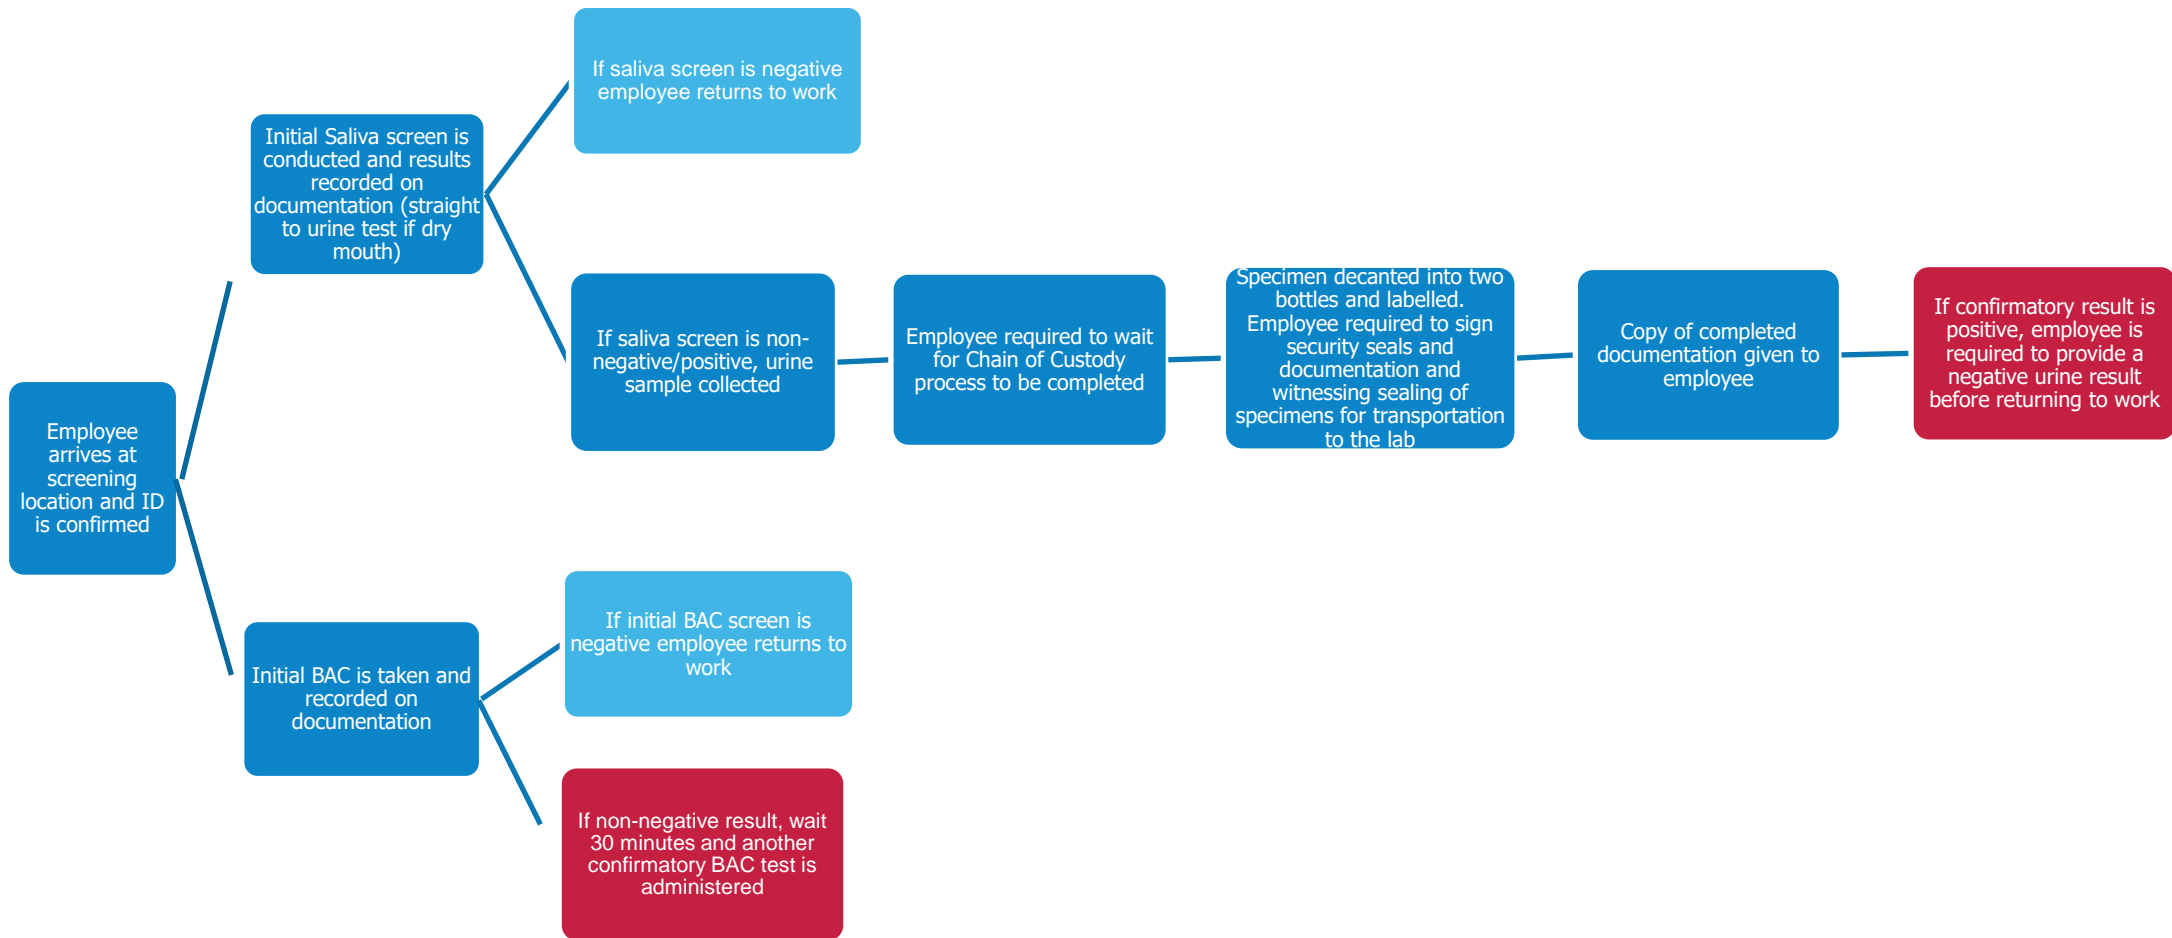 If saliva screen is negative
employee returns to work
Initial Saliva screen is
conducted and results
recorded on
documentation (straight
to urine test if dry
mouth)
If saliva screen is non-
negative/positive, urine
sample collected
Employee required to wait
for Chain of Custody
process to be completed
Specimen decanted into two
bottles and labelled.
Employee required to sign
security seals and
documentation and
witnessing sealing of
specimens for transportation
to the lab
Copy of completed
documentation given to
employee
If confirmatory result is
positive, employee is
required to provide a
negative urine result
before returning to work
Employee
arrives at
screening
location and ID
is confirmed
If initial BAC screen is
negative employee returns to
work
Initial BAC is taken and
recorded on
documentation
If non-negative result, wait
30 minutes and another
confirmatory BAC test is
administered